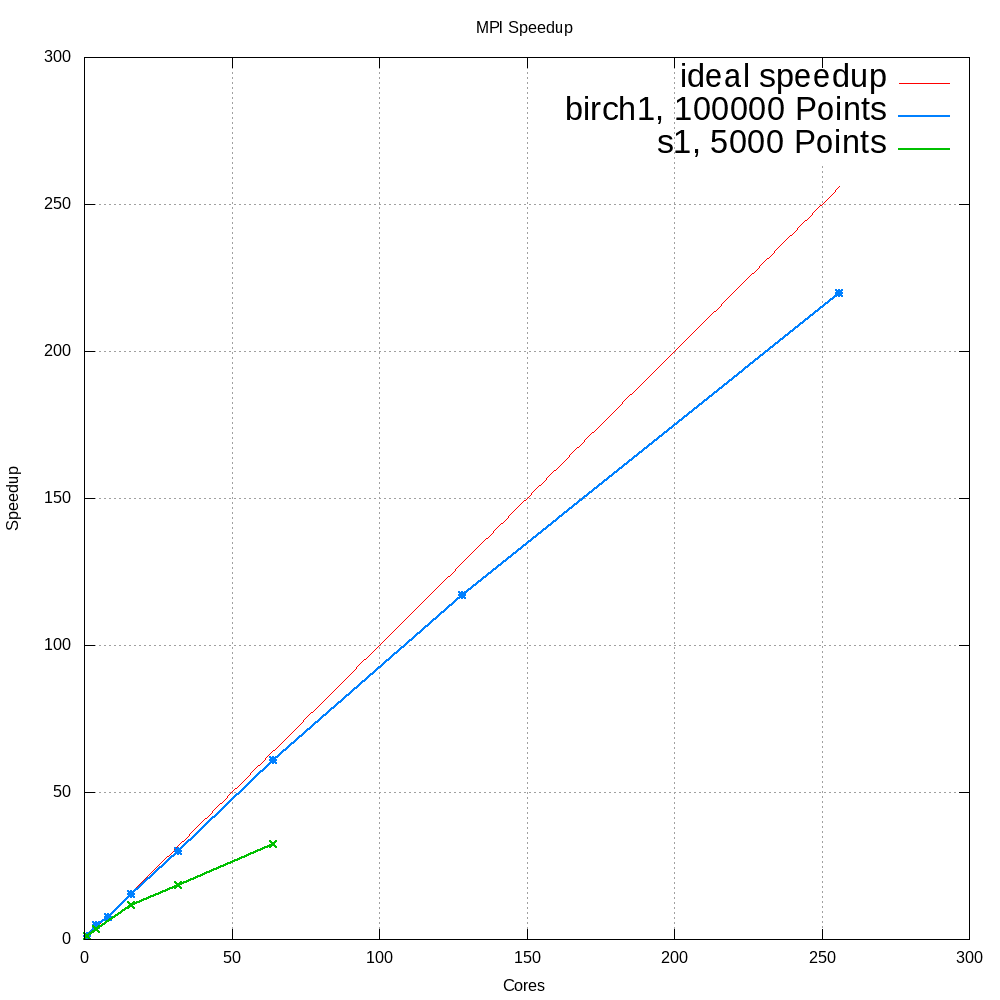 MPI Speedup
300
ideal speedup
birch1, 100000 Points
s1, 5000 Points
250
200
150
Speedup
100
50
0
0 50 100 150 200 250 300
Cores